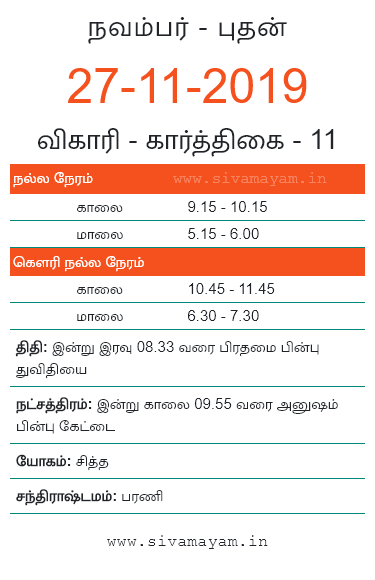 நவம்பர் - புதன்
27-11-2019
விகாரி - கார்த்திகை - 11
நல்ல நேரம் www.sivamayam.in
காலை 9.15 - 10.15
மாலை 5.15 - 6.00
கௌரி நல்ல நேரம்
காலை 10.45 - 11.45
மாலை 6.30 - 7.30
திதி: இன்று இரவு 08.33 வரை பிரதமை பின்பு
துவிதியை
நட்சத்திரம்: இன்று காலை 09.55 வரை அனுஷம்
பின்பு கேட்டை
யோகம்: சித்த
சந்திராஷ்டமம்: பரணி
www.sivamayam.in